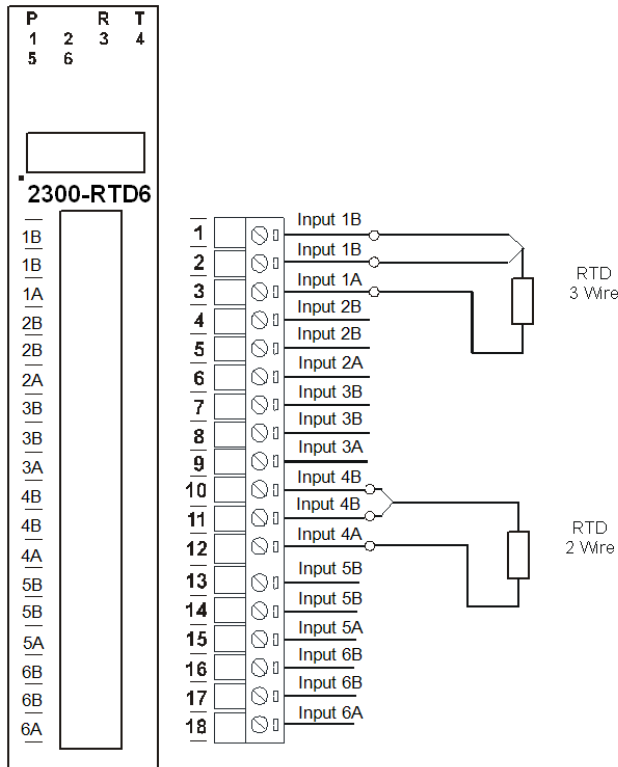 P R T
1 2 3 4
5 6
2300-RTD6
1B
1B
1A
2B
2B
2A
3B
3B
3A
4B
4B
4A
5B
5B
5A
6B
6B
6A
1 Input 1B
2 Input 1B
3 Input 1A
4 Input 2B
5 Input 2B
6 Input 2A
7 Input 3B
8 Input 3B
9 Input 3A
10 Input 4B
11 Input 4B
12 Input 4A
13 Input 5B
14 Input 5B
15 Input 5A
16 Input 6B
17 Input 6B
18 Input 6A
RTD
3 Wire
RTD
2 Wire